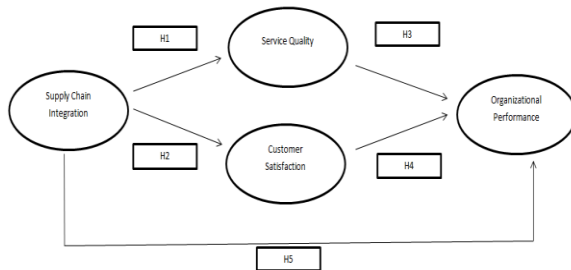 H1
Service Quality
H3
Supply Chain
Integration
Organizational
Performance
H2
Customer
Satisfaction
H4
H5